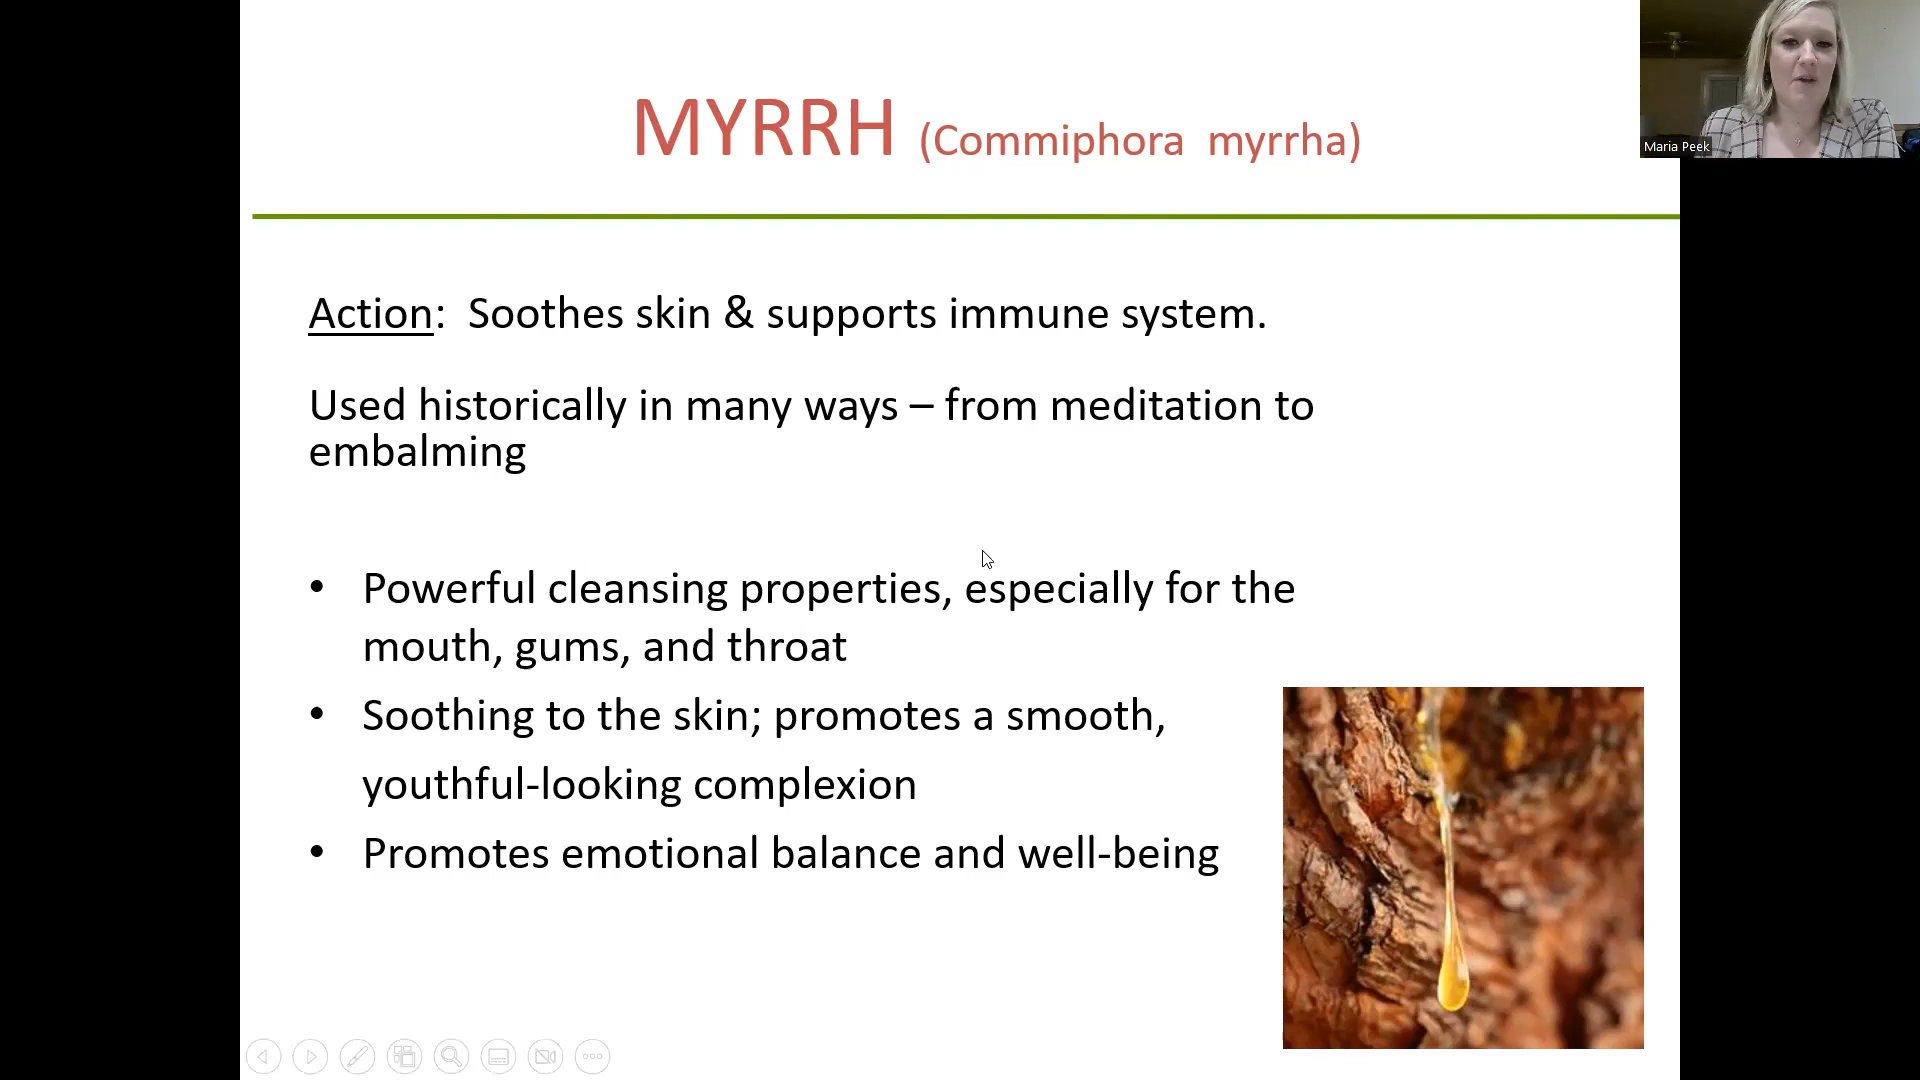 MYRRH (Commiphora myrrha)
Maria Peek
Action: Soothes skin & supports immune system.
Used historically in many ways – from meditation to
embalming
• Powerful cleansing properties, especially for the
mouth, gums, and throat
• Soothing to the skin; promotes a smooth,
youthful-looking complexion
• Promotes emotional balance and well-being